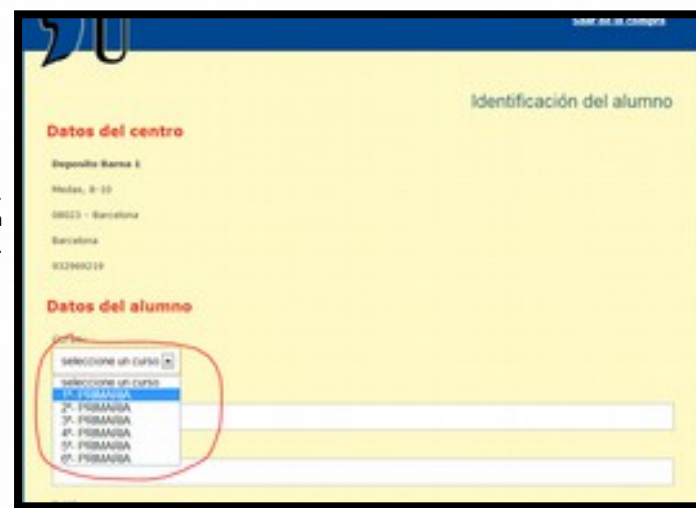 Salir de la compra
Identificación del alumno
Datos del centro
Deposito Barna 1
Medas, 8-10
08023 - Barcelona
Barcelona
932969219
Datos del alumno
seleccione un curso
seleccione un curso
1º. PRIMARIA
2º. PRIMARIA
3º. PRIMARIA
4º. PRIMARIA
5º. PRIMARIA
6º. PRIMARIA